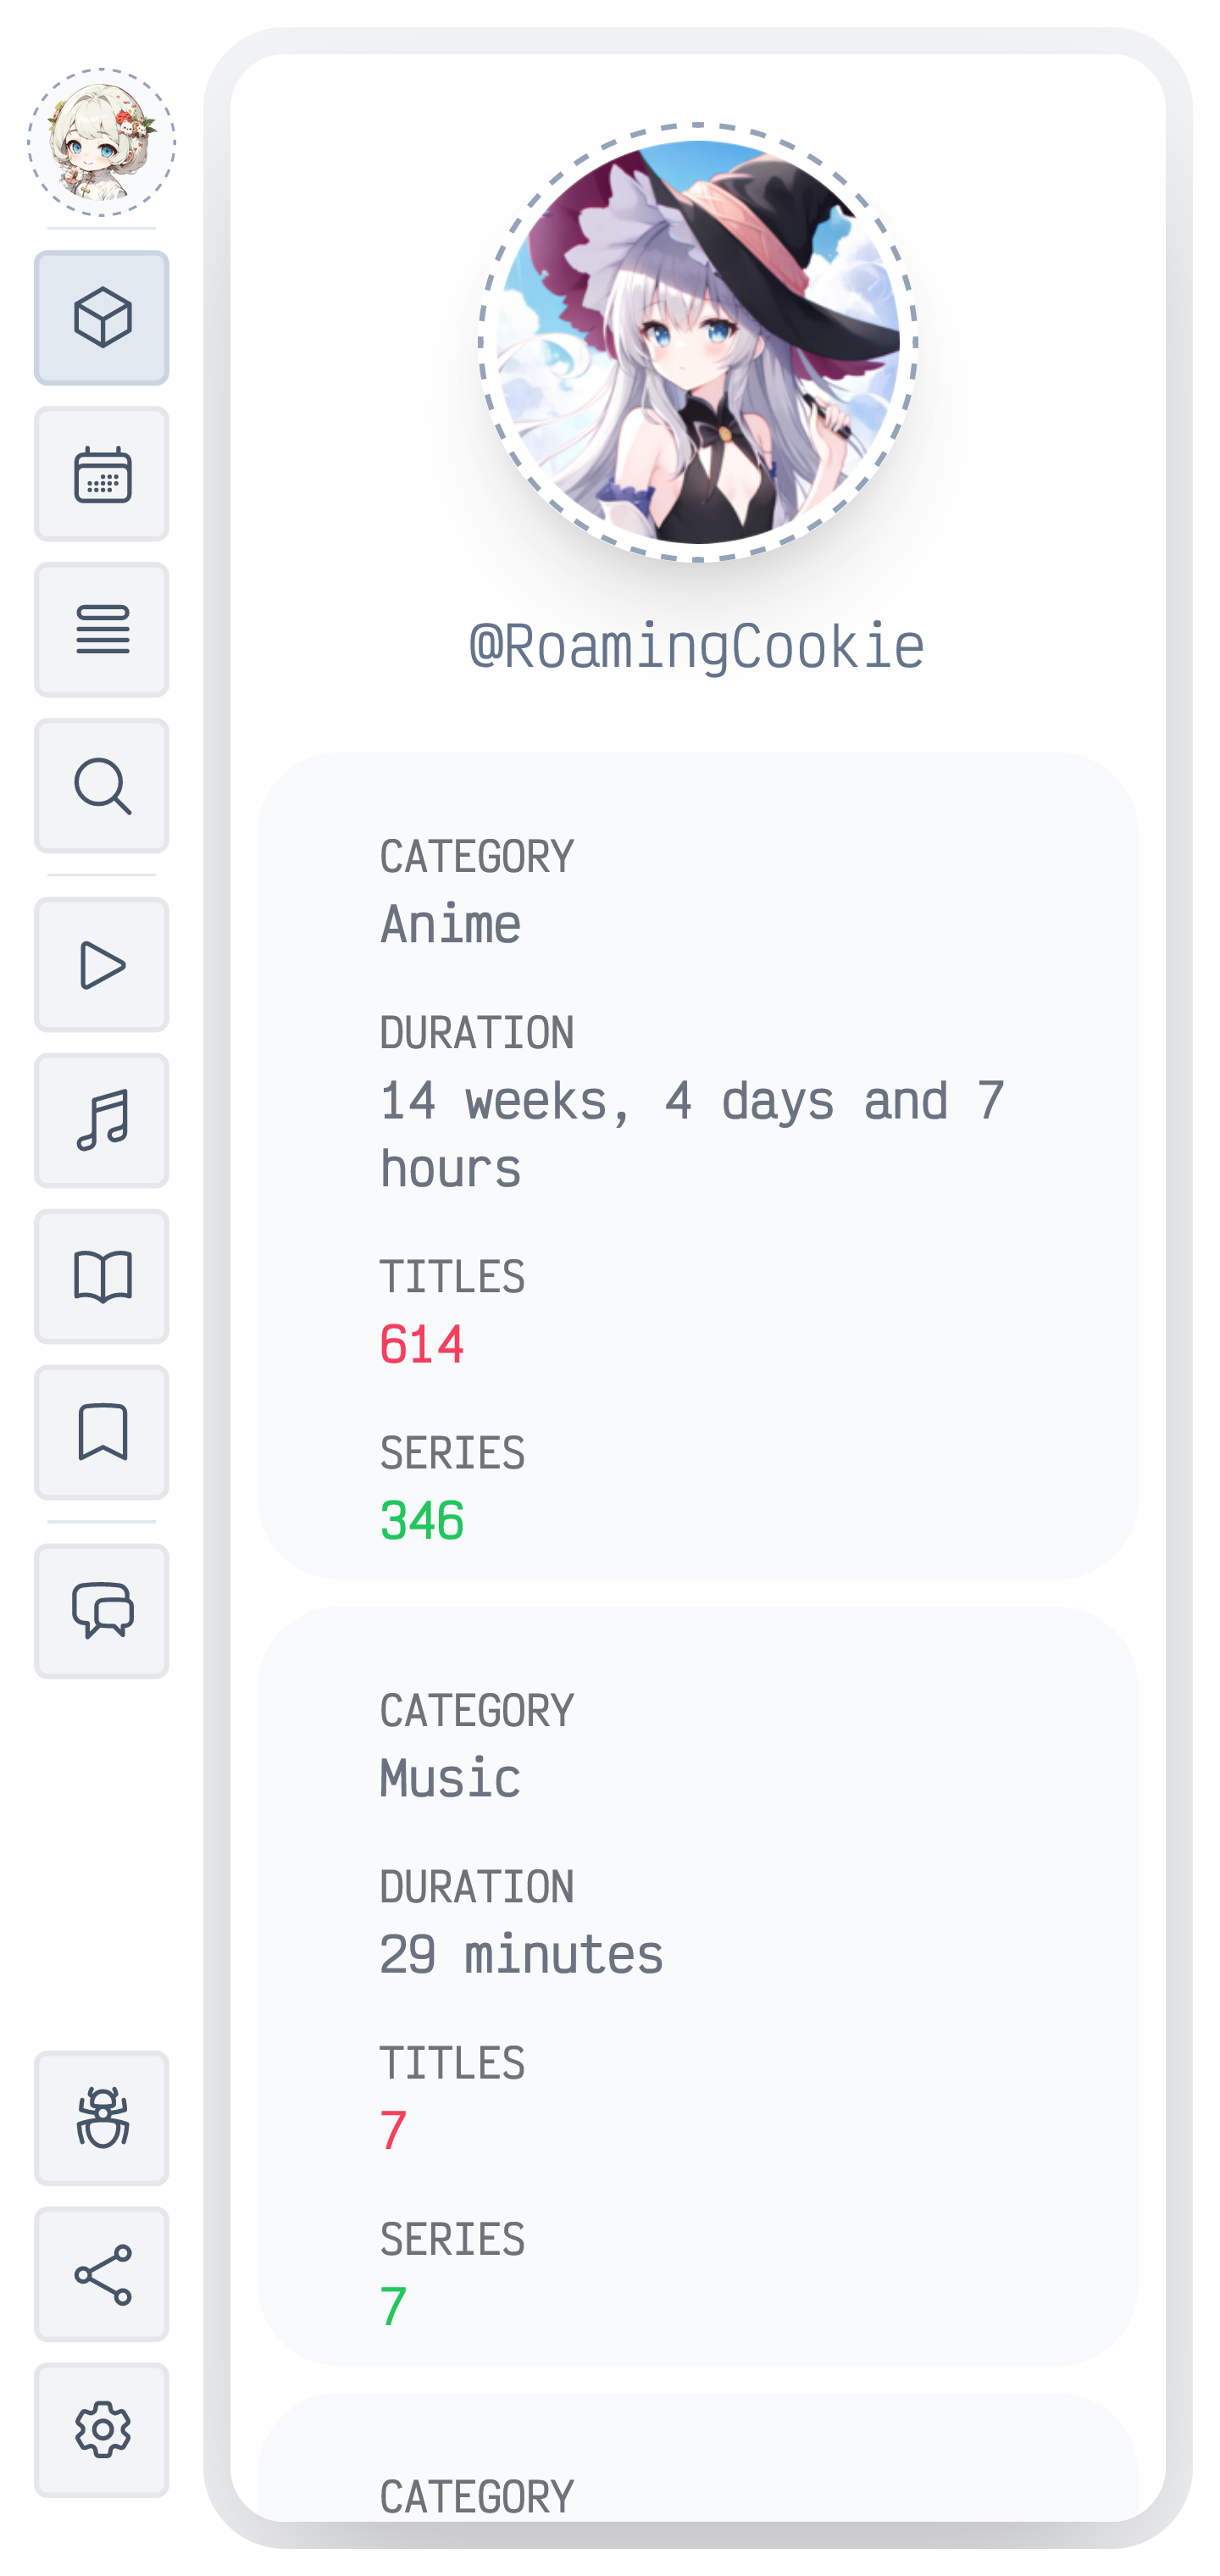 @RoamingCookie
CATEGORY
Anime
DURATION
14 weeks, 4 days and 7
hours
TITLES
614
SERIES
346
CATEGORY
Music
DURATION
29 minutes
TITLES
7
SERIES
7
CATEGORY